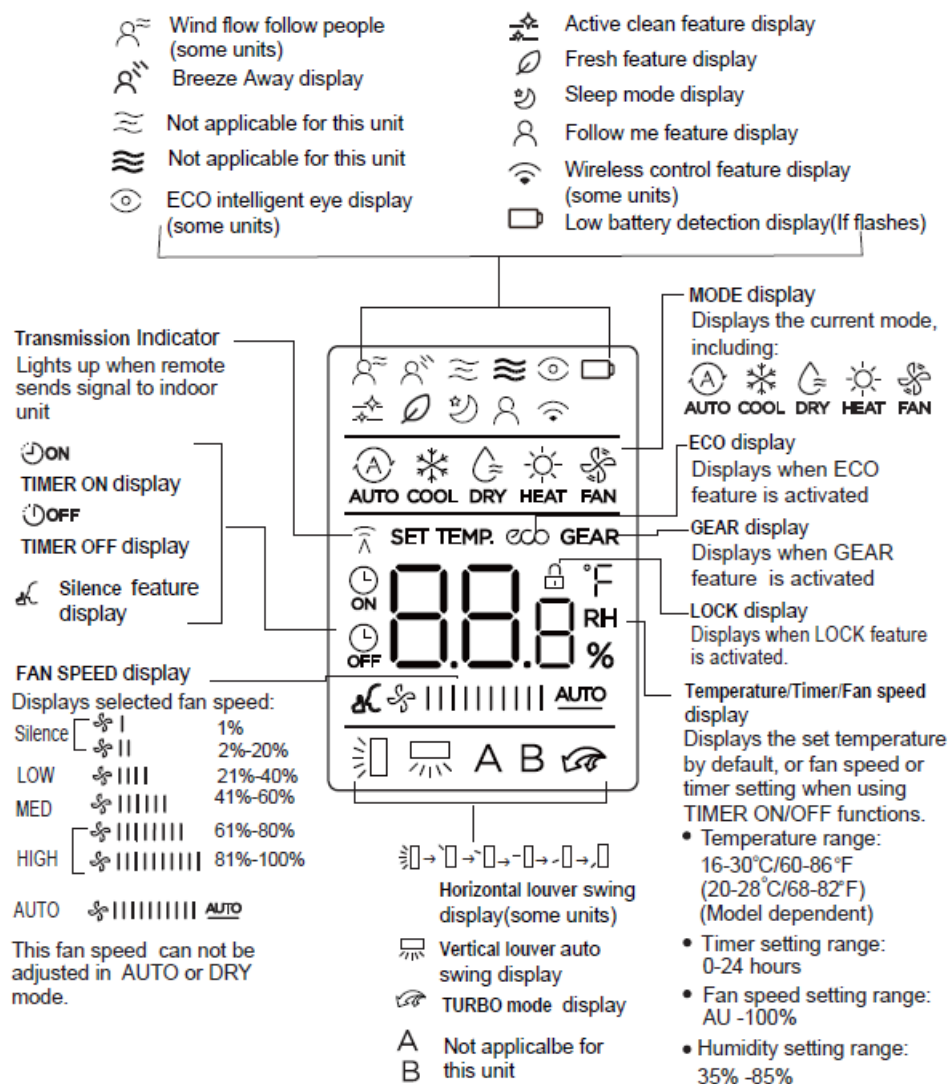 Wind flow follow people
(some units)
Breeze Away display
Not applicable for this unit
Not applicable for this unit
ECO intelligent eye display
(some units)
Active clean feature display
Fresh feature display
Sleep mode display
Follow me feature display
Wireless control feature display
(some units)
Low battery detection display(If flashes)
Transmission Indicator
Lights up when remote
sends signal to indoor
unit
ON
TIMER ON display
OFF
TIMER OFF display
Silence feature
display
FAN SPEED display
Displays selected fan speed:
Silence
1%
2%-20%
LOW 21%-40%
MED 41%-60%
61%-80%
HIGH 81%-100%
AUTO AUTO
This fan speed can not be
adjusted in AUTO or DRY
mode.
A
AUTO COOL DRY HEAT FAN
SET TEMP. eco GEAR
ON
OFF
88.8
°F
RH
%
AUTO
A B
Horizontal louver swing
display(some units)
Vertical louver auto
swing display
TURBO mode display
A
B
Not applicalbe for
this unit
MODE display
Displays the current mode,
including:
A
AUTO COOL DRY HEAT FAN
ECO display
Displays when ECO
feature is activated
GEAR display
Displays when GEAR
feature is activated
LOCK display
Displays when LOCK feature
is activated.
Temperature/Timer/Fan speed
display
Displays the set temperature
by default, or fan speed or
timer setting when using
TIMER ON/OFF functions.
• Temperature range:
16-30°C/60-86°F
(20-28°C/68-82°F)
(Model dependent)
• Timer setting range:
0-24 hours
• Fan speed setting range:
AU -100%
• Humidity setting range:
35% -85%